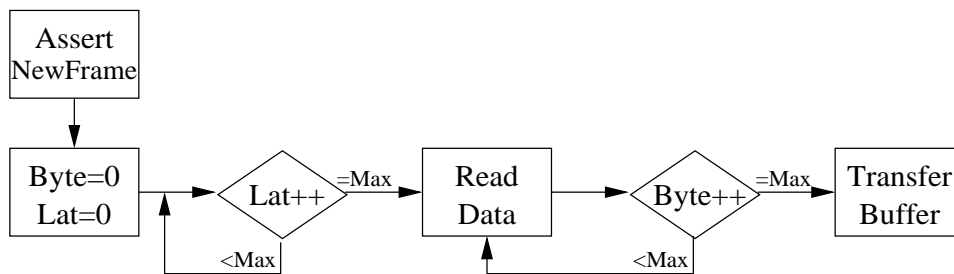 Assert
NewFrame
Byte=0
Lat=0
Lat++
=Max
<Max
Read
Data
Byte++
=Max
<Max
Transfer
Buffer